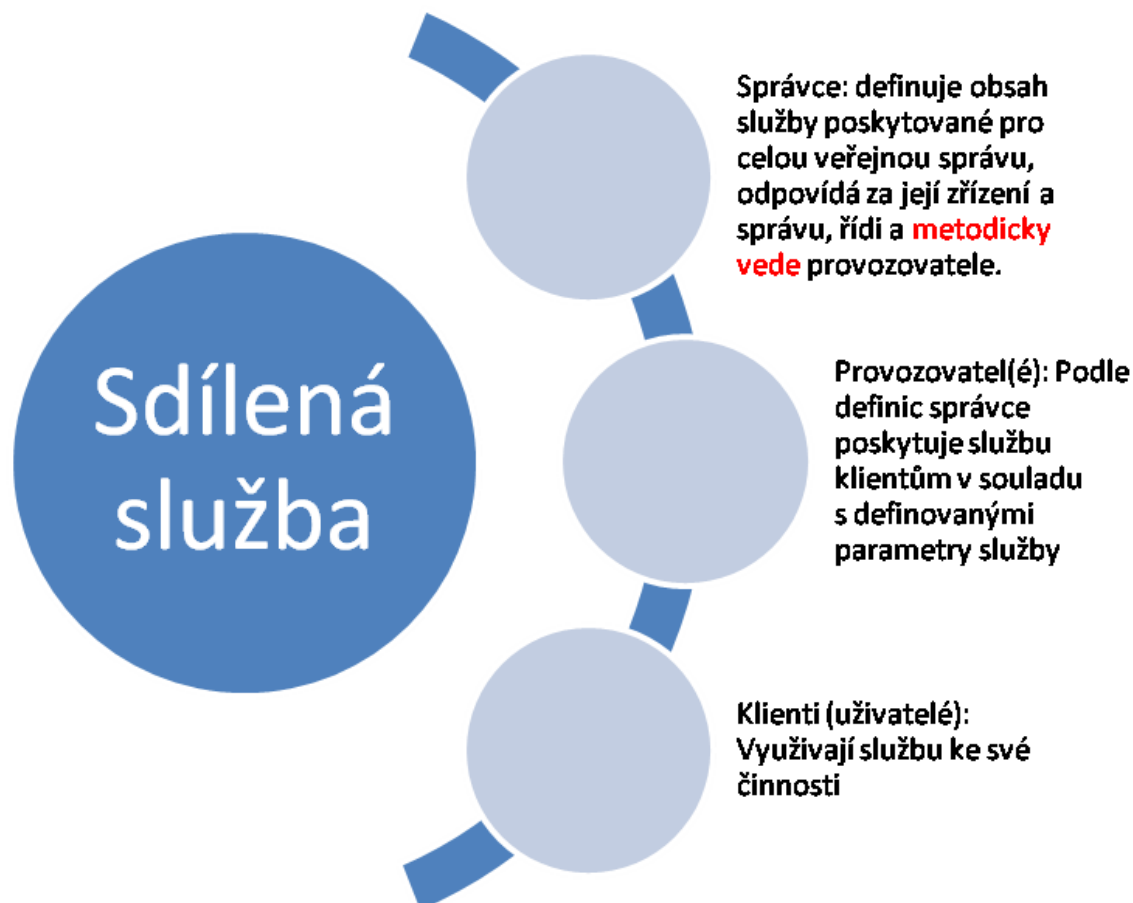 Sdílená
služba
Správce: definuje obsah
služby poskytované pro
celou veřejnou správu,
odpovídá za její zřízení a
správu, řídi a metodicky
vede provozovatele.
Provozovatel(é): Podle
definic správce
poskytuje službu
klientům v souladu
s definovanými
parametry služby
Klienti (uživatelé):
Využivají službu ke své
činnosti